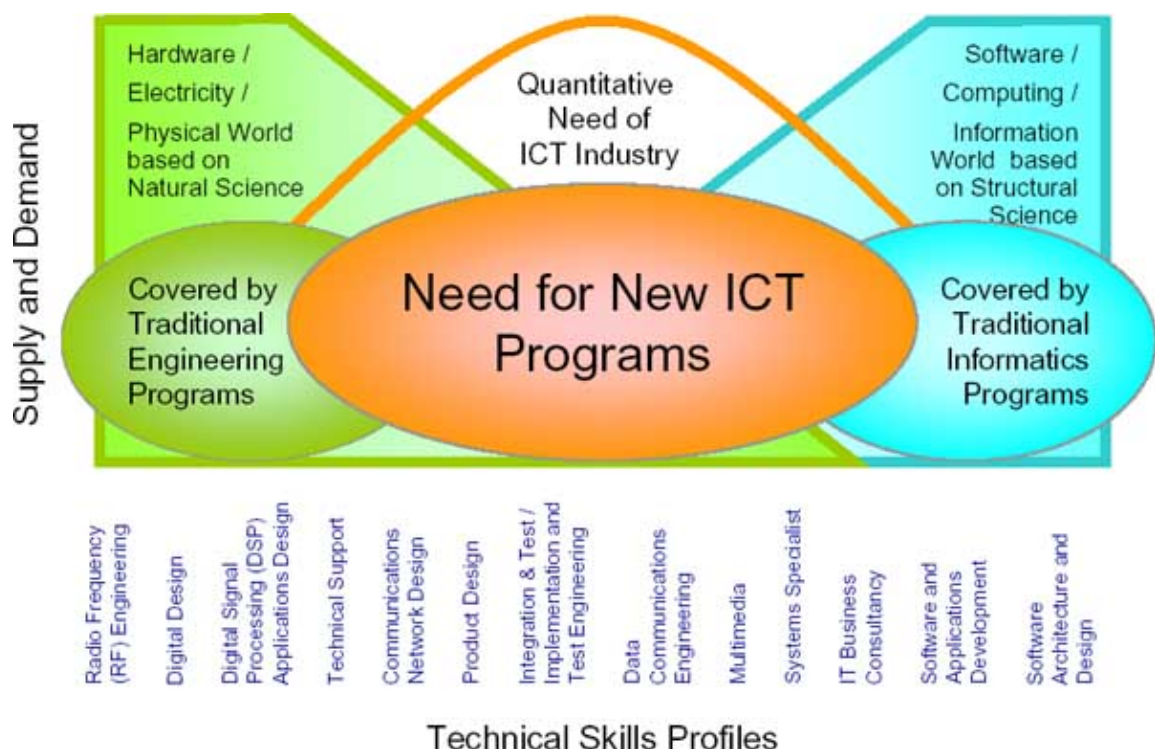 Hardware /
Electricity /
Physical World
based on
Natural Science
Quantitative
Need of
ICT Industry
Software /
Computing /
Information
World based
on Structural
Science
Supply and Demand
Covered by
Traditional
Engineering
Programs
Need for New ICT
Programs
Covered by
Traditional
Informatics
Programs
Radio Frequency
(RF) Engineering
Digital Design
Digital Signal
Processing (DSP)
Applications Design
Technical Support
Communications
Network Design
Product Design
Integration & Test /
Implementation and
Test Engineering
Data
Communications
Engineering
Multimedia
Systems Specialist
IT Business
Consultancy
Software and
Applications
Development
Software
Architecture and
Design
Technical Skills Profiles